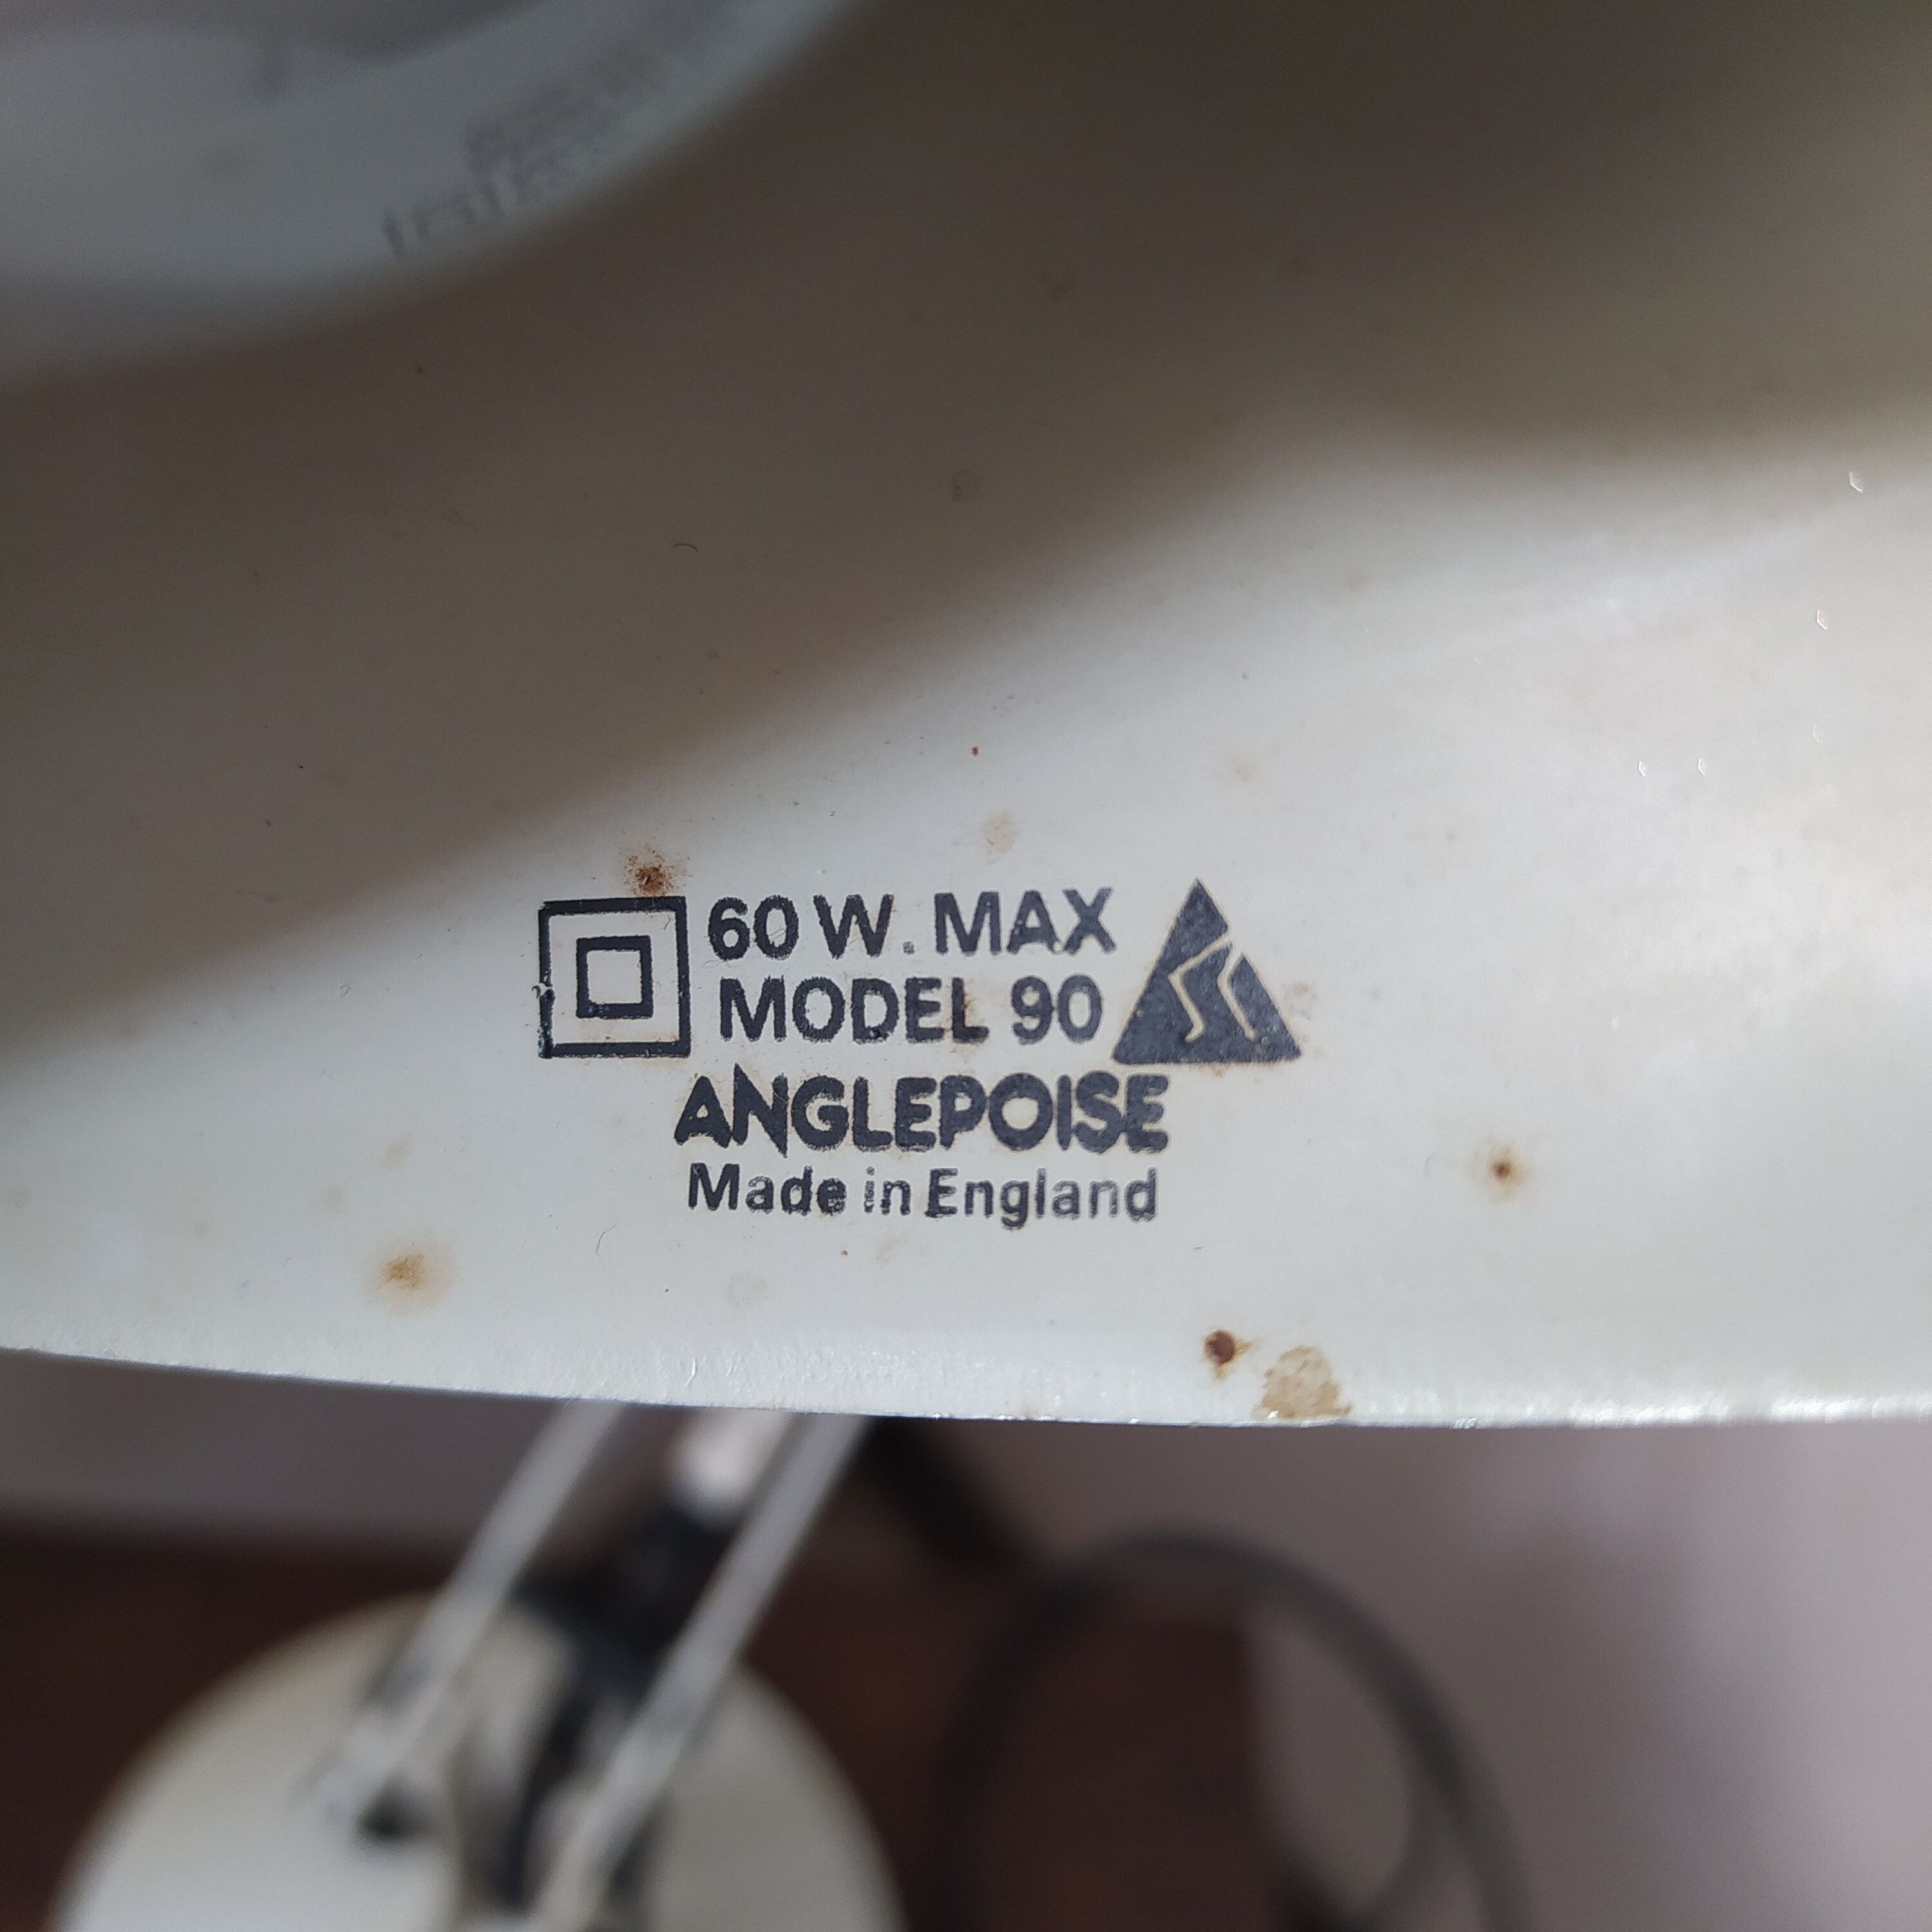 60 W. MAX
MODEL 90
ANGLEPOISE
Made in England